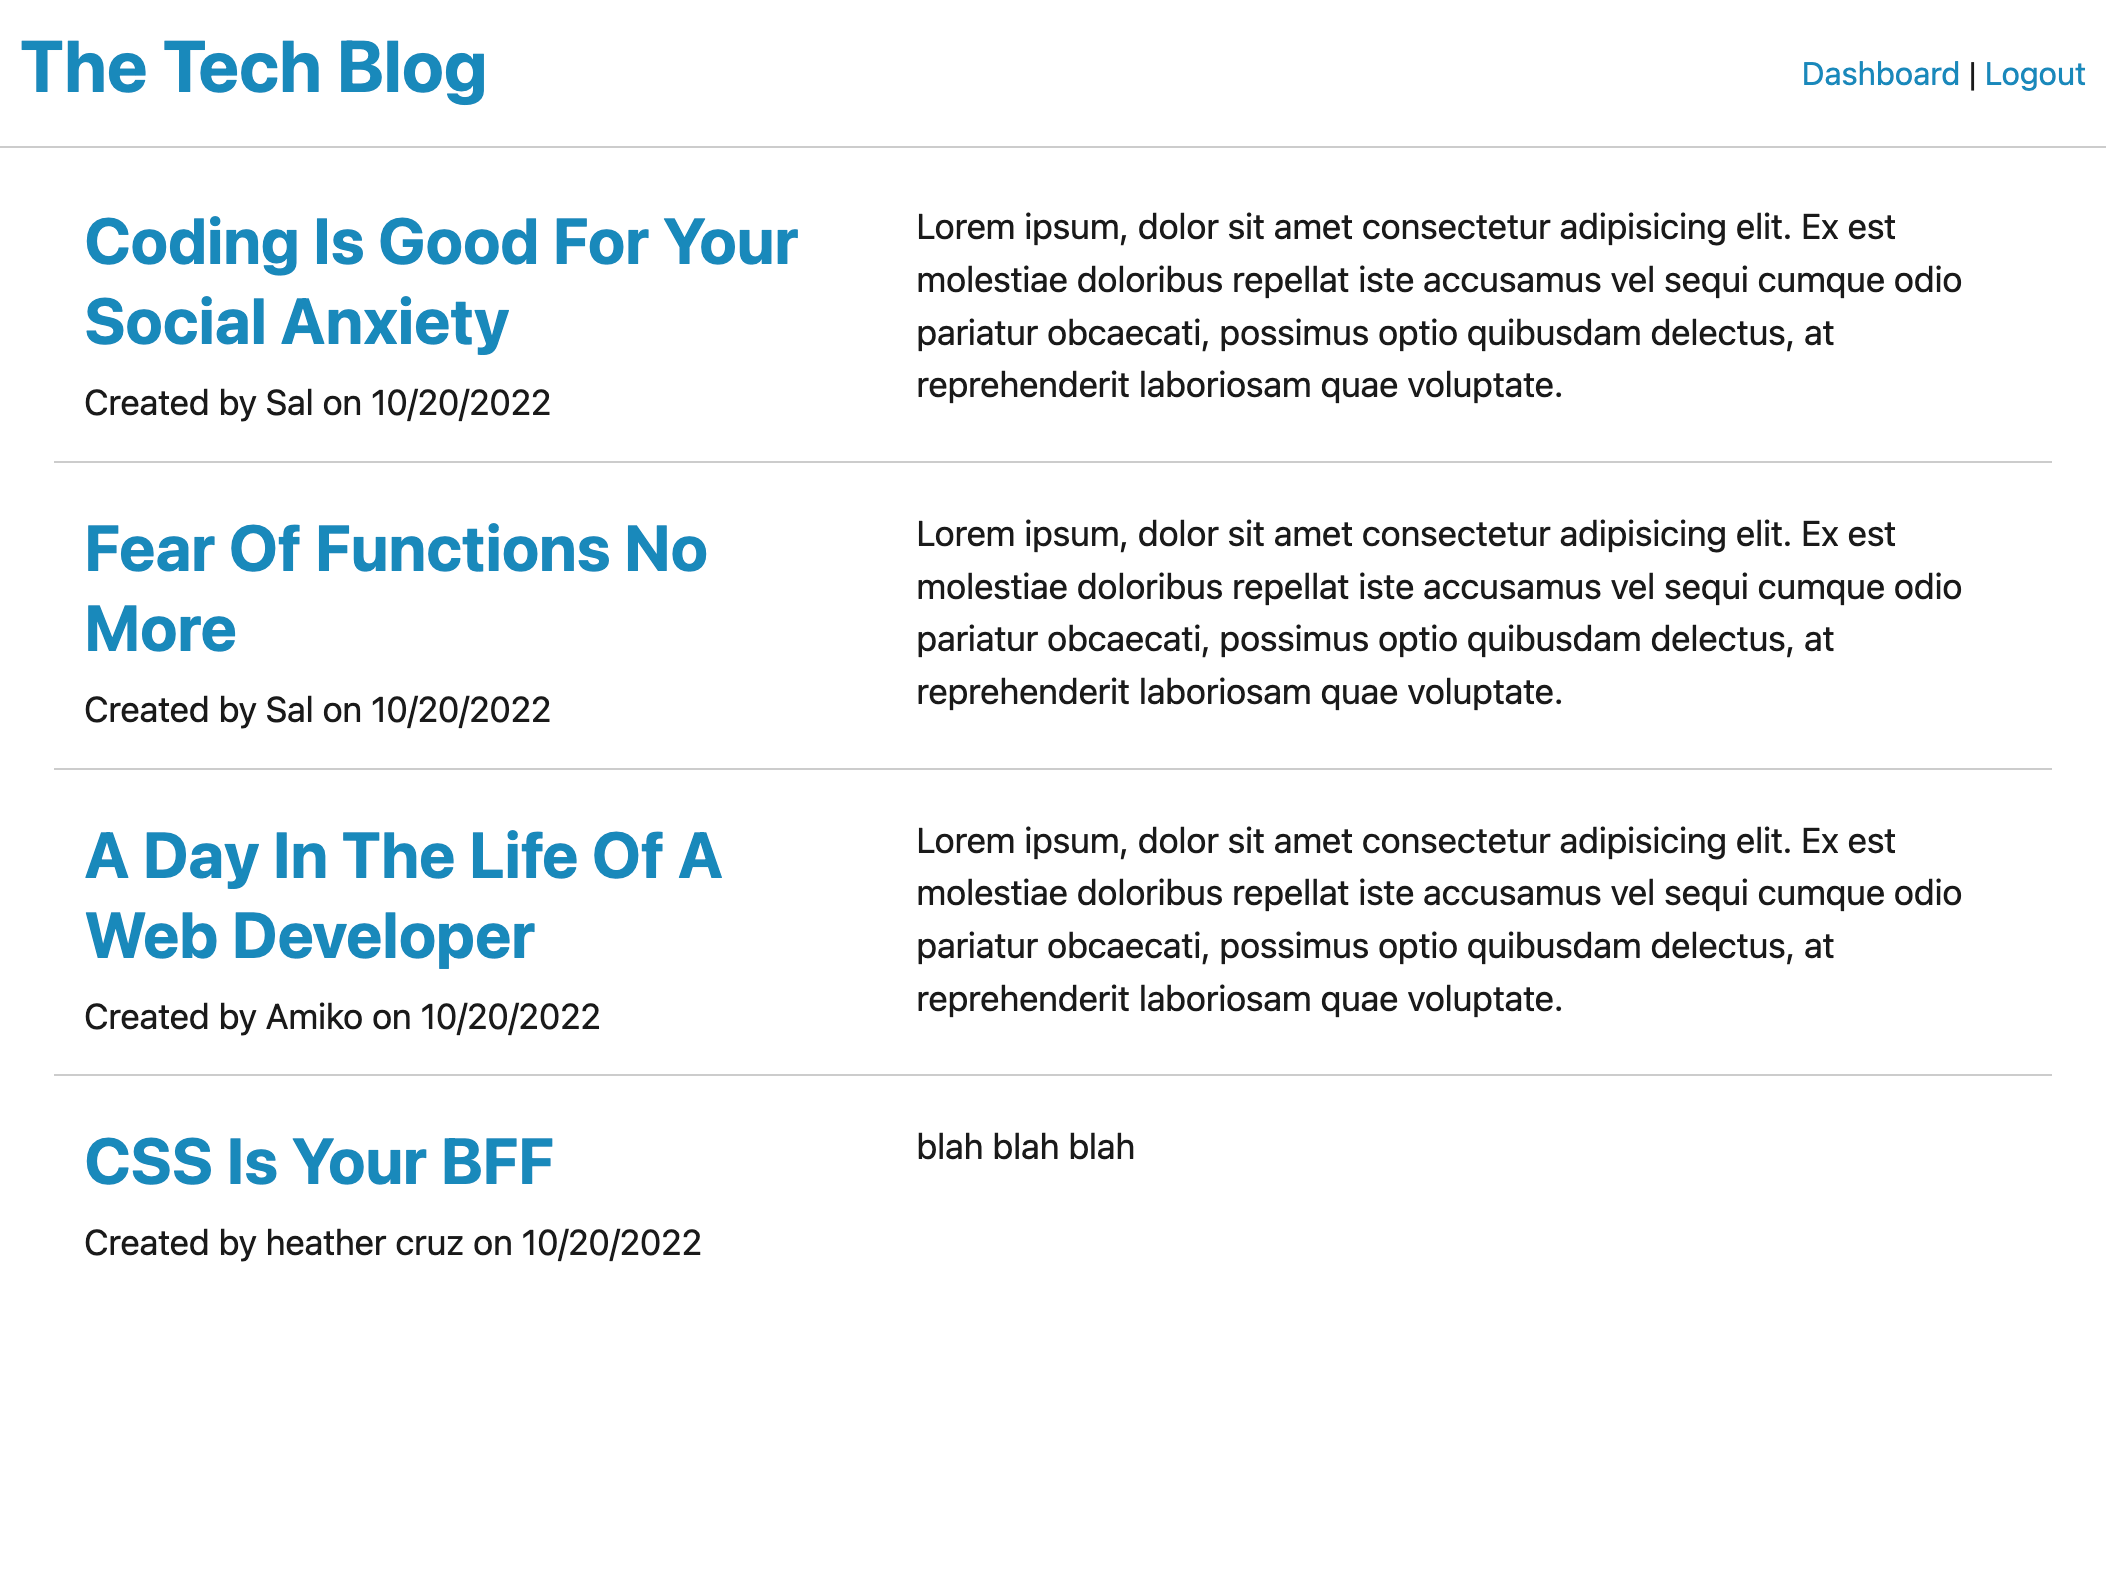 The Tech Blog
Dashboard | Logout
Coding Is Good For Your
Social Anxiety
Created by Sal on 10/20/2022
Lorem ipsum, dolor sit amet consectetur adipisicing elit. Ex est
molestiae doloribus repellat iste accusamus vel sequi cumque odio
pariatur obcaecati, possimus optio quibusdam delectus, at
reprehenderit laboriosam quae voluptate.
Fear Of Functions No
More
Created by Sal on 10/20/2022
Lorem ipsum, dolor sit amet consectetur adipisicing elit. Ex est
molestiae doloribus repellat iste accusamus vel sequi cumque odio
pariatur obcaecati, possimus optio quibusdam delectus, at
reprehenderit laboriosam quae voluptate.
A Day In The Life Of A
Web Developer
Created by Amiko on 10/20/2022
Lorem ipsum, dolor sit amet consectetur adipisicing elit. Ex est
molestiae doloribus repellat iste accusamus vel sequi cumque odio
pariatur obcaecati, possimus optio quibusdam delectus, at
reprehenderit laboriosam quae voluptate.
CSS Is Your BFF
Created by heather cruz on 10/20/2022
blah blah blah